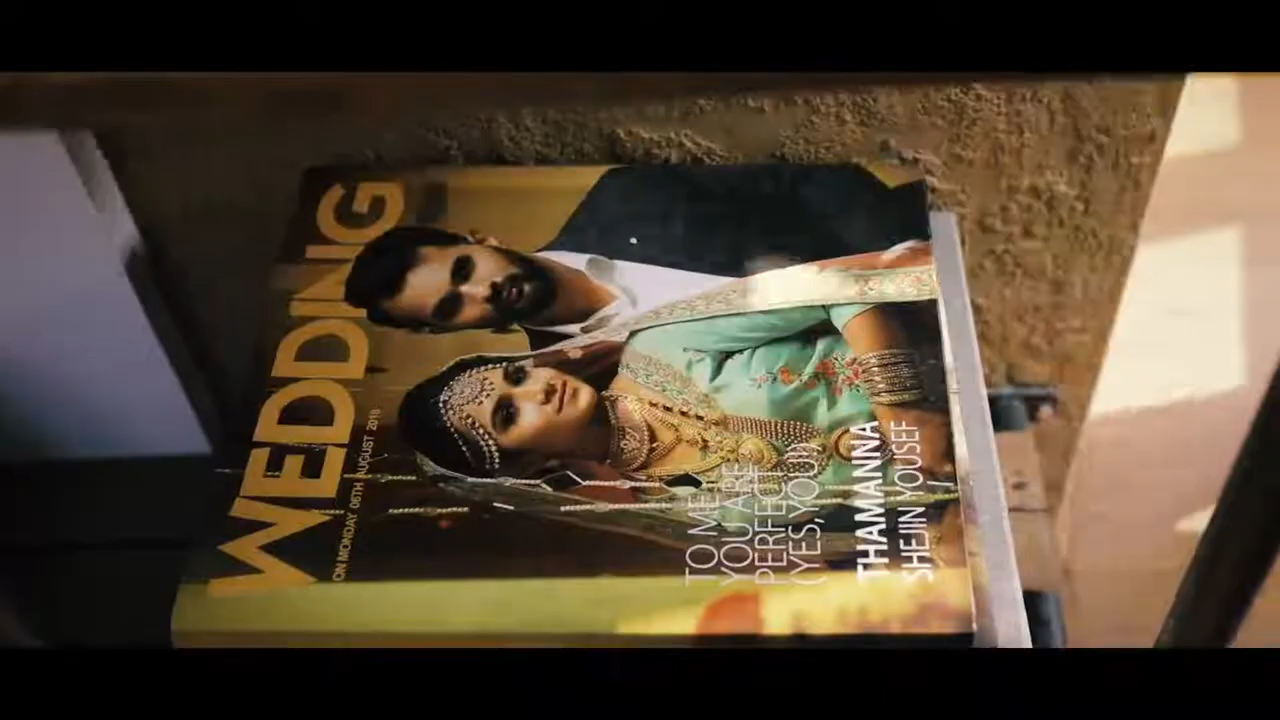 WEDDING
ON MONDAY 06TH AUGUST 2018
TO ME
YOU ARE
PERFECT
(YES,YOU!)
THAMANNA
SHEJIN YOUSEF